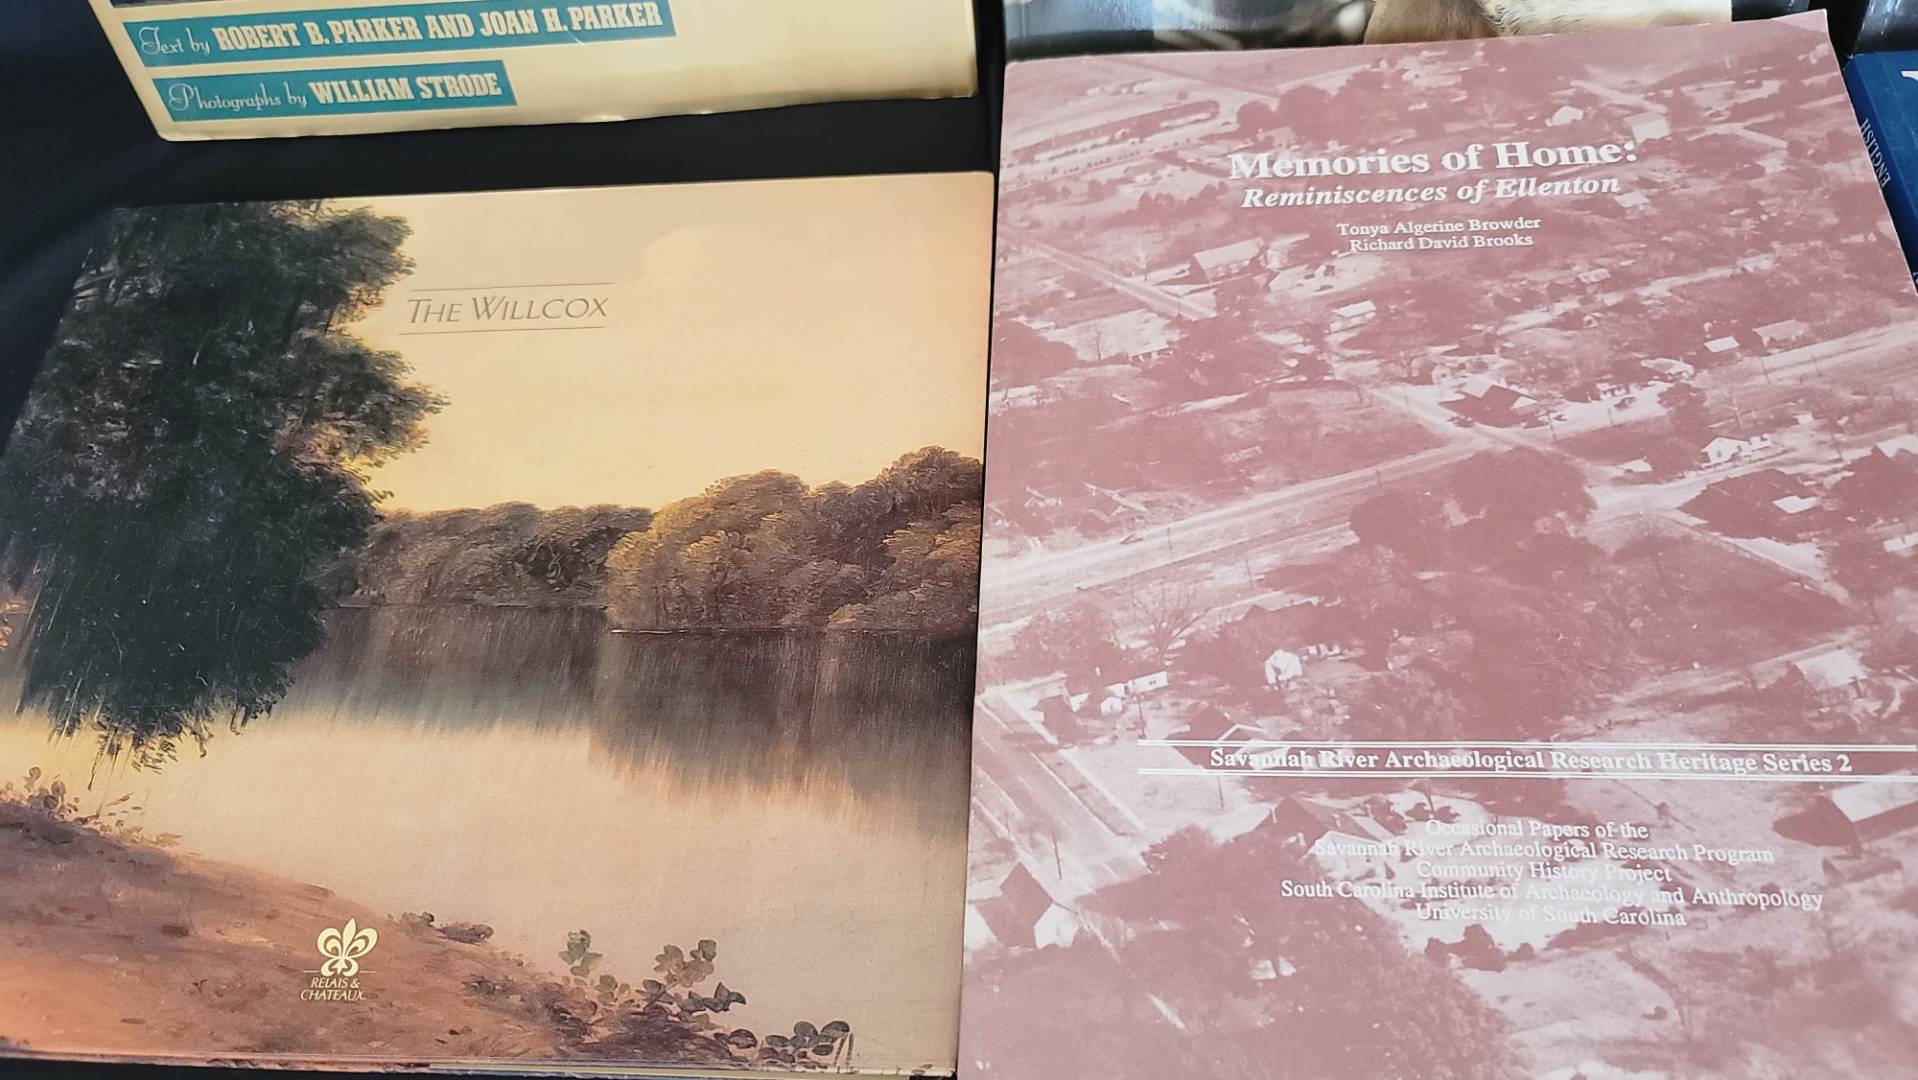 Text by ROBERT B. PARKER AND JOAN H. PARKER
Photographs by WILLIAM STRODE
THE WILLCOX
RELAIS &
CHATEAUX
Memories of Home:
Reminiscences of Ellenton
Tonya Algerine Browder
Richard David Brooks
Savannah River Archaeological Research Heritage Series 2
Occasional Papers of the
Savannah River Archaeological Research Program
Community History Project
South Carolina Institute of Archaeology and Anthropology
University of South Carolina
ENGLISH